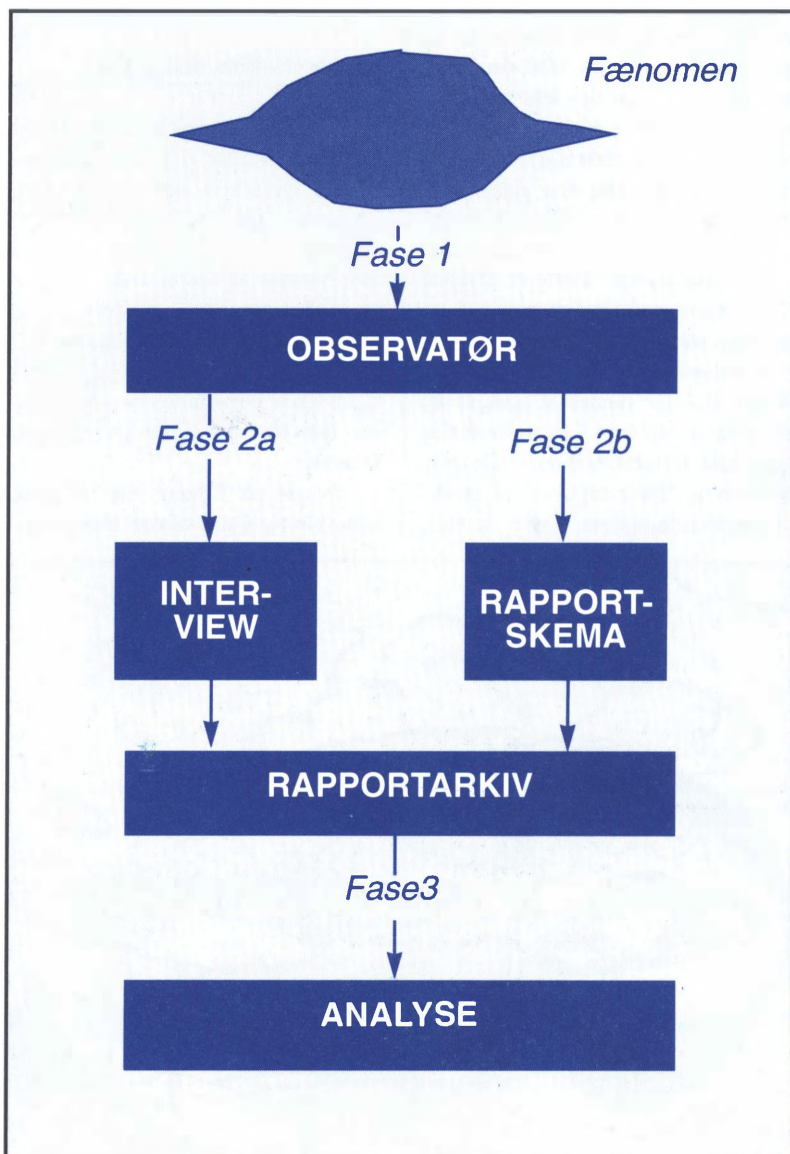 Fænomen
Fase 1
OBSERVATØR
Fase 2a
Fase 2b
INTER-
VIEW
RAPPORT-
SKEMA
RAPPORTARKIV
Fase3
ANALYSE